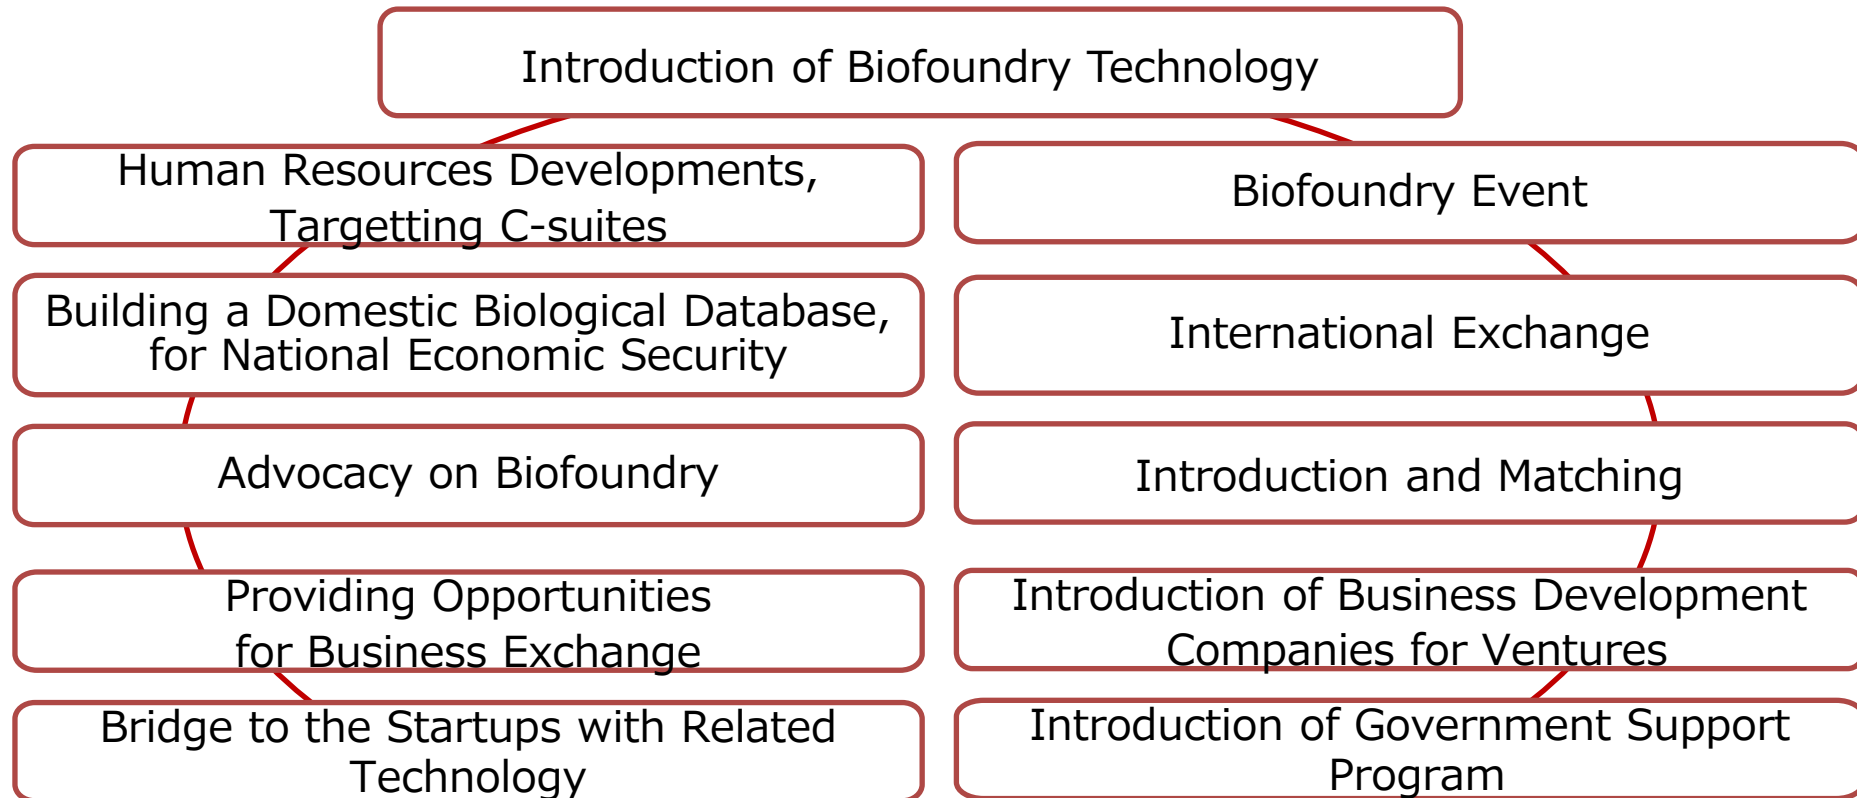 Introduction of Biofoundry Technology
Human Resources Developments,
Targetting C-suites
Building a Domestic Biological Database,
for National Economic Security
Advocacy on Biofoundry
Providing Opportunities
for Business Exchange
Bridge to the Startups with Related
Technology
Biofoundry Event
International Exchange
Introduction and Matching
Introduction of Business Development
Companies for Ventures
Introduction of Government Support
Program